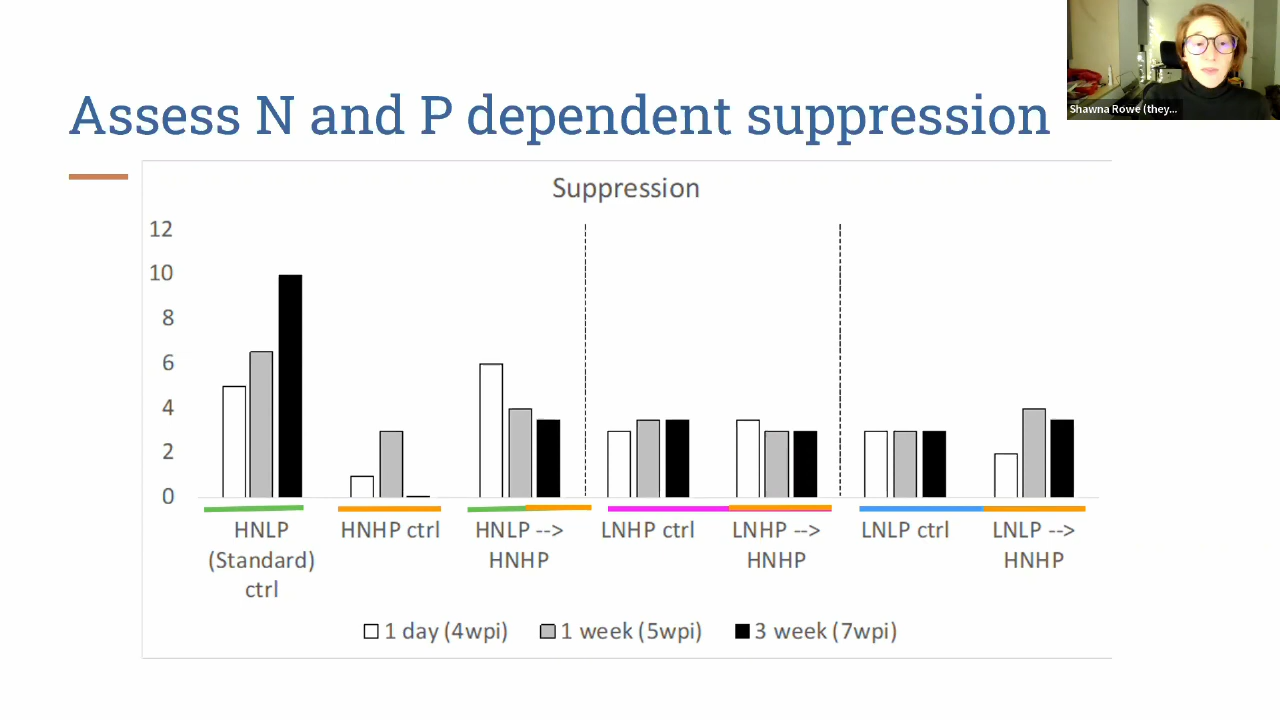 Assess N and P dependent suppression
Shawna Rowe (they...
Suppression
12
10
8
6
4
2
0
HNLP (Standard) ctrl
HNHP ctrl
HNLP --> HNHP
LNHP ctrl
LNHP --> HNHP
LNLP ctrl
LNLP --> HNHP
1 day (4wpi)
1 week (5wpi)
3 week (7wpi)